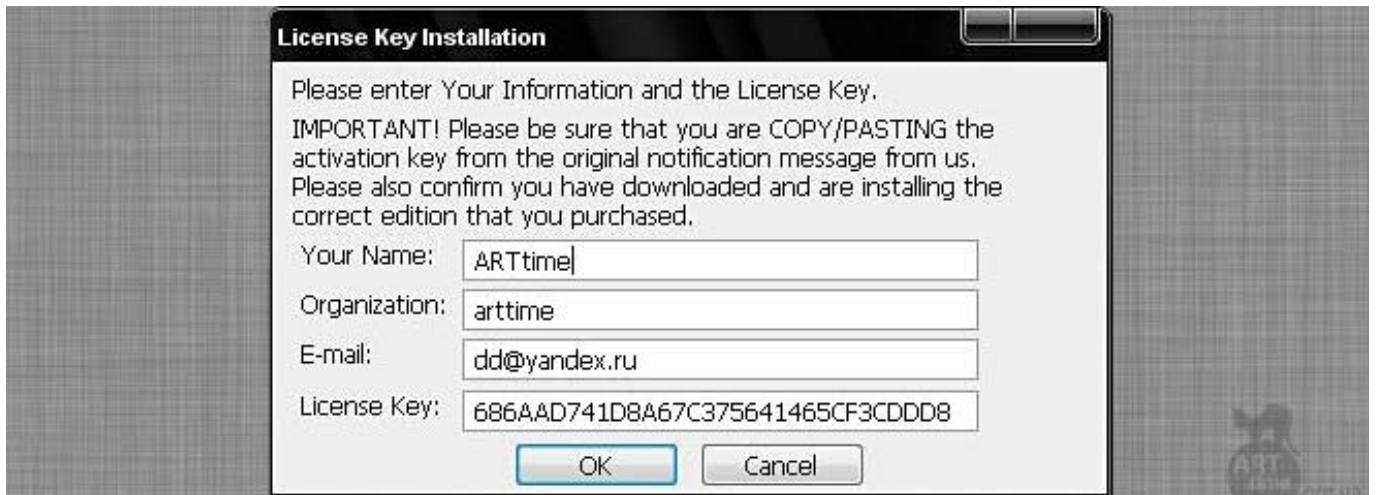 License Key Installation
Please enter Your Information and the License Key.
IMPORTANT! Please be sure that you are COPY/PASTING the
activation key from the original notification message from us.
Please also confirm you have downloaded and are installing the
correct edition that you purchased.
Your Name: ARTtime
Organization: arttime
E-mail: dd@yandex.ru
License Key: 686AAD741D8A67C375641465CF3CDDD8
OK Cancel
ART